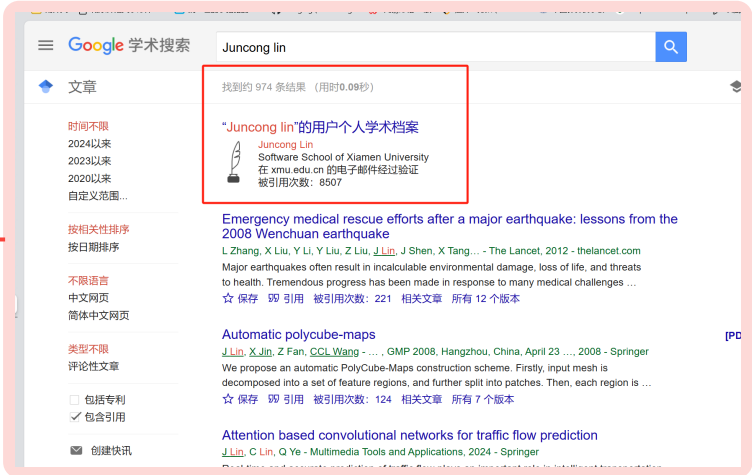 Google 学术搜索
Juncong lin
文章
找到约 974 条结果 （用时0.09秒）
时间不限
2024以来
2023以来
2020以来
自定义范围...
按相关性排序
按日期排序
不限语言
中文网页
简体中文网页
类型不限
评论性文章
包括专利
包含引用
创建快讯
“Juncong lin”的用户个人学术档案
Juncong Lin
Software School of Xiamen University
在 xmu.edu.cn 的电子邮件经过验证
被引用次数：8507
Emergency medical rescue efforts after a major earthquake: lessons from the
2008 Wenchuan earthquake
L Zhang, X Liu, Y Li, Y Liu, Z Liu, J Lin, J Shen, X Tang… - The Lancet, 2012 - thelancet.com
Major earthquakes often result in incalculable environmental damage, loss of life, and threats
to health. Tremendous progress has been made in response to many medical challenges …
保存 引用 被引用次数：221 相关文章 所有 12 个版本
Automatic polycube-maps
[PD
J Lin, X Jin, Z Fan, CCL Wang - … , GMP 2008, Hangzhou, China, April 23 …, 2008 - Springer
We propose an automatic PolyCube-Maps construction scheme. Firstly, input mesh is
decomposed into a set of feature regions, and further split into patches. Then, each region is …
保存 引用 被引用次数：124 相关文章 所有 7 个版本
Attention based convolutional networks for traffic flow prediction
J Lin, C Lin, Q Ye - Multimedia Tools and Applications, 2024 - Springer